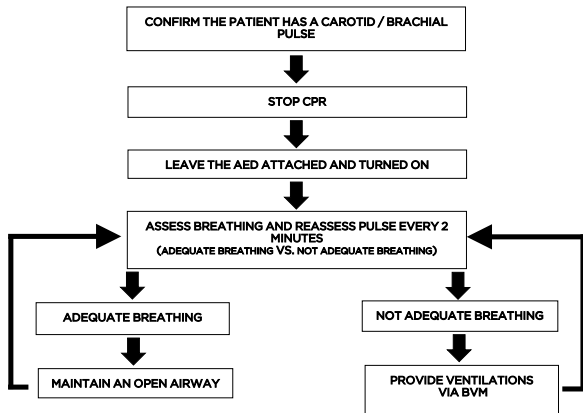 CONFIRM THE PATIENT HAS A CAROTID / BRACHIAL
PULSE
STOP CPR
LEAVE THE AED ATTACHED AND TURNED ON
ASSESS BREATHING AND REASSESS PULSE EVERY 2
MINUTES
(ADEQUATE BREATHING VS. NOT ADEQUATE BREATHING)
ADEQUATE BREATHING
NOT ADEQUATE BREATHING
MAINTAIN AN OPEN AIRWAY
PROVIDE VENTILATIONS
VIA BVM